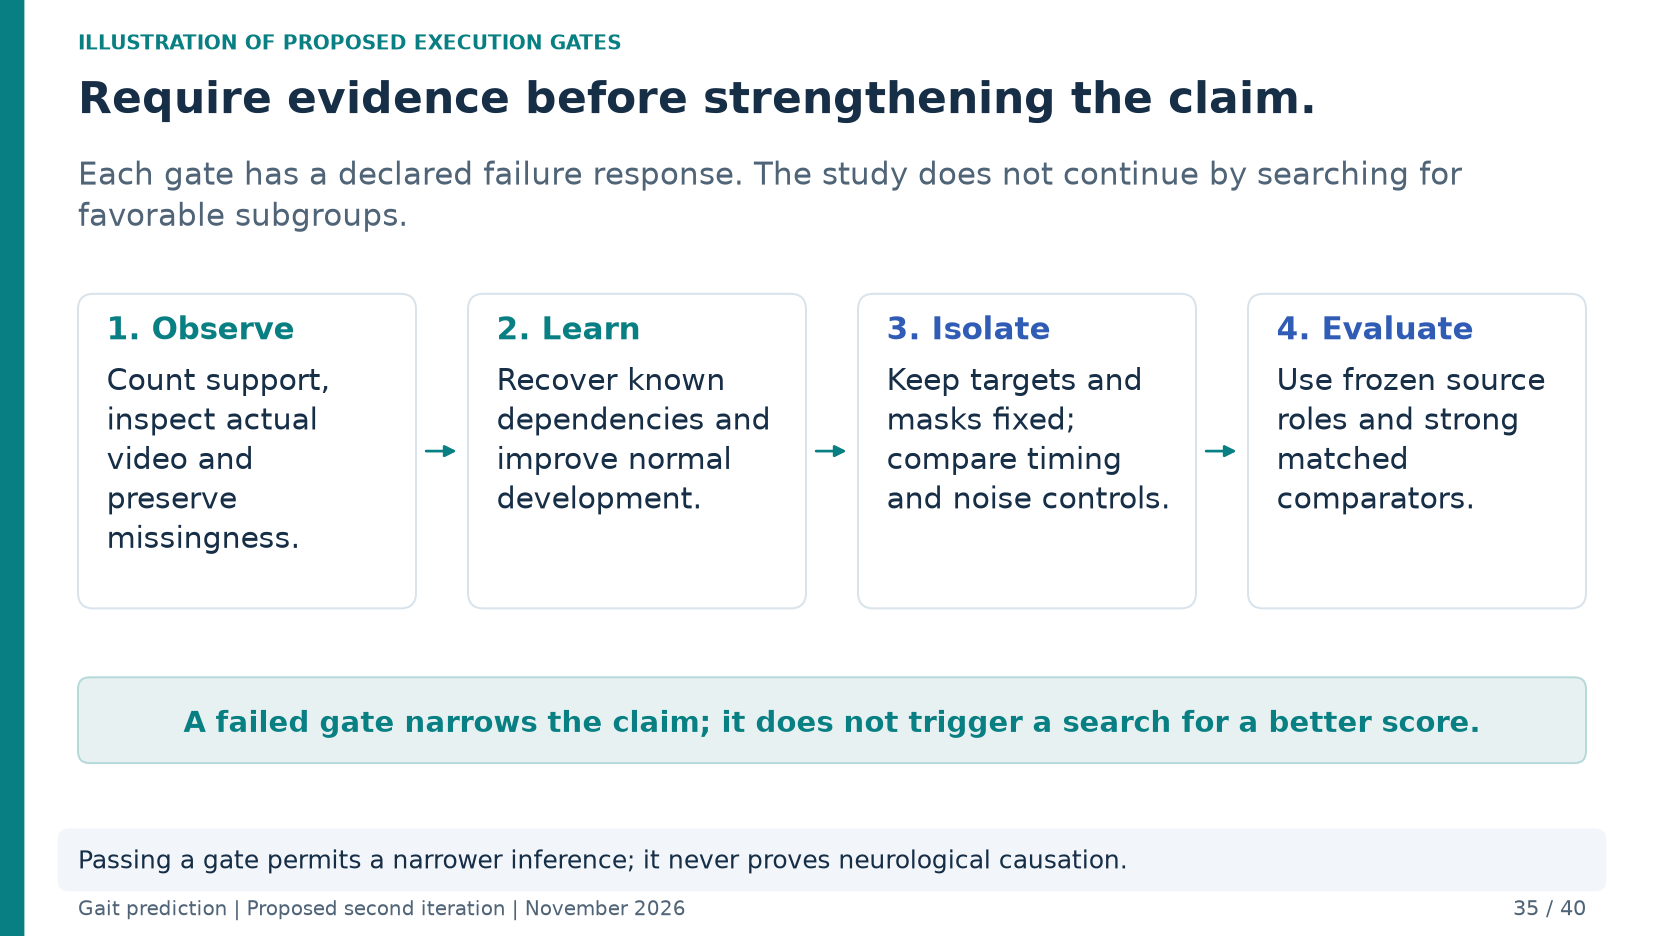 ILLUSTRATION OF PROPOSED EXECUTION GATES
Require evidence before strengthening the claim.
Each gate has a declared failure response. The study does not continue by searching for
favorable subgroups.
1. Observe
Count support,
inspect actual
video and
preserve
missingness.
2. Learn
Recover known
dependencies and
improve normal
development.
3. Isolate
Keep targets and
masks fixed;
compare timing
and noise controls.
4. Evaluate
Use frozen source
roles and strong
matched
comparators.
A failed gate narrows the claim; it does not trigger a search for a better score.
Passing a gate permits a narrower inference; it never proves neurological causation.
Gait prediction | Proposed second iteration | November 2026
35 / 40